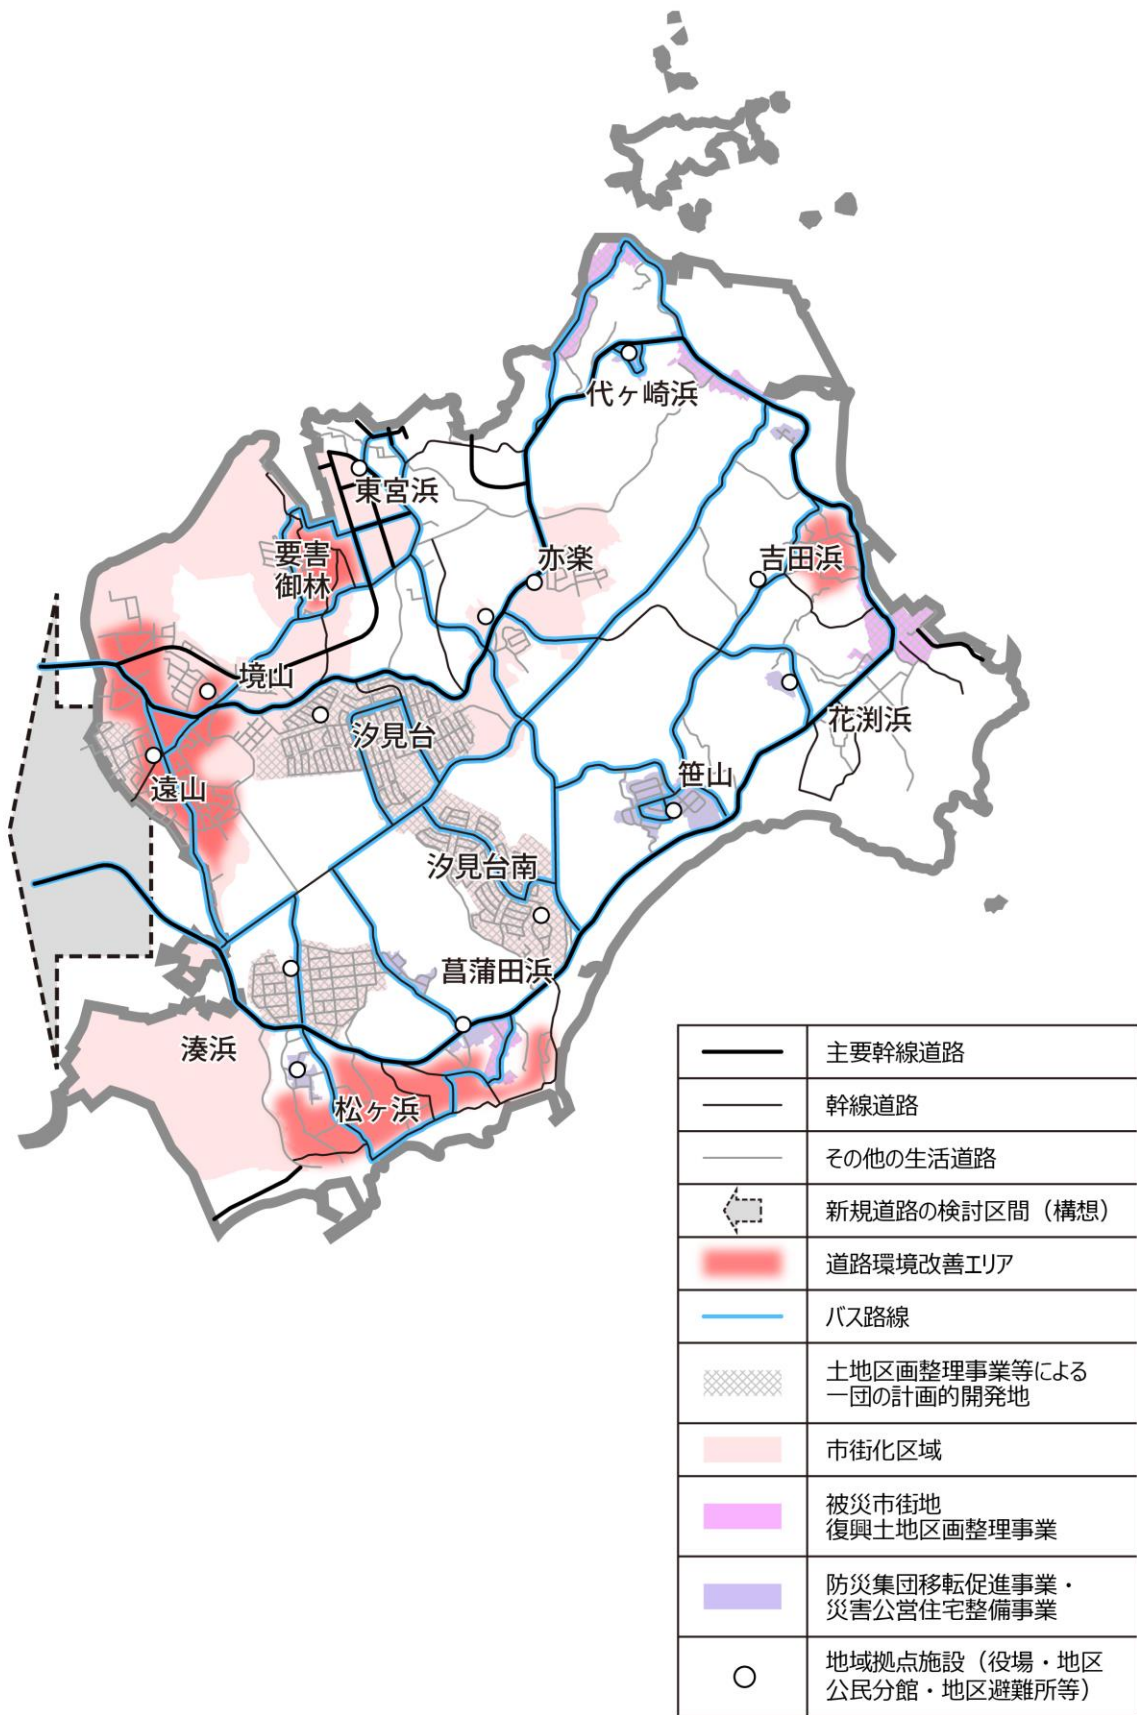 代ヶ崎浜
東宮浜
要害
御林
亦楽
吉田浜
境山
汐見台
花渕浜
遠山
笹山
汐見台南
菖蒲田浜
湊浜
松ヶ浜
主要幹線道路
幹線道路
その他の生活道路
新規道路の検討区間（構想）
道路環境改善エリア
バス路線
土地区画整理事業等による
一団の計画的開発地
市街化区域
被災市街地
復興土地区画整理事業
防災集団移転促進事業・
災害公営住宅整備事業
地域拠点施設（役場・地区
公民分館・地区避難所等）